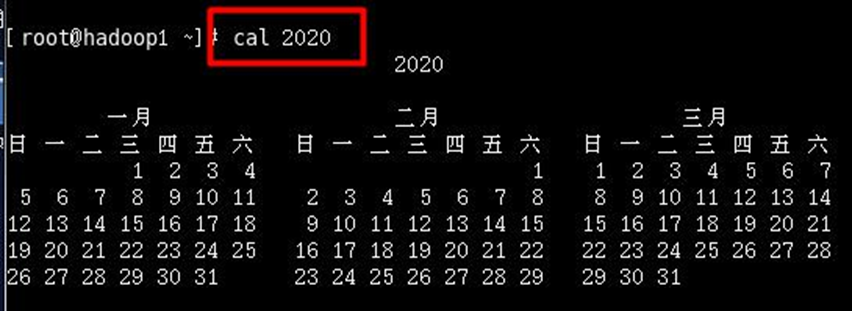 [root@hadoop1 ~]# cal 2020
2020
一月 二月 三月
日 一 二 三 四 五 六 日 一 二 三 四 五 六 日 一 二 三 四 五 六
1 2 3 4 1 1 2 3 4 5 6 7
5 6 7 8 9 10 11 2 3 4 5 6 7 8 8 9 10 11 12 13 14
12 13 14 15 16 17 18 9 10 11 12 13 14 15 15 16 17 18 19 20 21
19 20 21 22 23 24 25 16 17 18 19 20 21 22 22 23 24 25 26 27 28
26 27 28 29 30 31 23 24 25 26 27 28 29 29 30 31